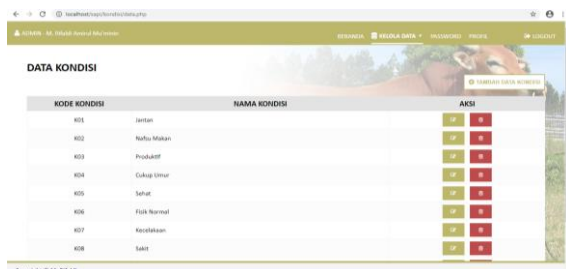 localhost/sapi/kondisi/data.php
ADMIN - M. Rifaldi Amirul Mu'minin
BERANDA KELOLA DATA PASSWORD PROFIL LOGOUT
DATA KONDISI
TAMBAH DATA KONDISI
KODE KONDISI NAMA KONDISI AKSI
K01 Jantan
K02 Nafsu Makan
K03 Produktif
K04 Cukup Umur
K05 Sehat
K06 Fisik Normal
K07 Kecelakaan
K08 Sakit